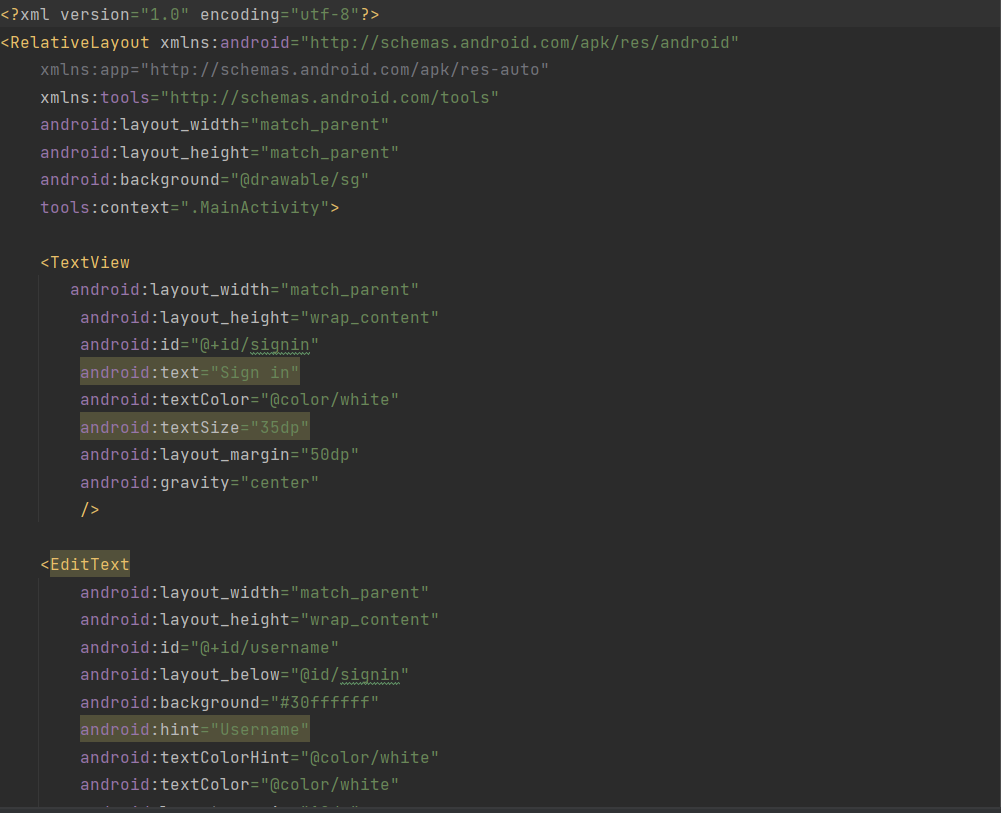 <?xml version="1.0" encoding="utf-8"?>
<RelativeLayout xmlns:android="http://schemas.android.com/apk/res/android"
xmlns:app="http://schemas.android.com/apk/res-auto"
xmlns:tools="http://schemas.android.com/tools"
android:layout_width="match_parent"
android:layout_height="match_parent"
android:background="@drawable/sg"
tools:context=".MainActivity">
<TextView
android:layout_width="match_parent"
android:layout_height="wrap_content"
android:id="@+id/signin"
android:text="Sign in"
android:textColor="@color/white"
android:textSize="35dp"
android:layout_margin="50dp"
android:gravity="center"
/>
<EditText
android:layout_width="match_parent"
android:layout_height="wrap_content"
android:id="@+id/username"
android:layout_below="@id/signin"
android:background="#30ffffff"
android:hint="Username"
android:textColorHint="@color/white"
android:textColor="@color/white"